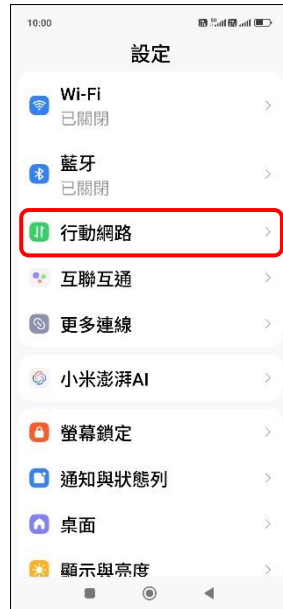 10:00
設定
Wi-Fi
已關閉
藍牙
已關閉
行動網路
互聯互通
更多連線
小米澎湃AI
螢幕鎖定
通知與狀態列
桌面
顯示與亮度